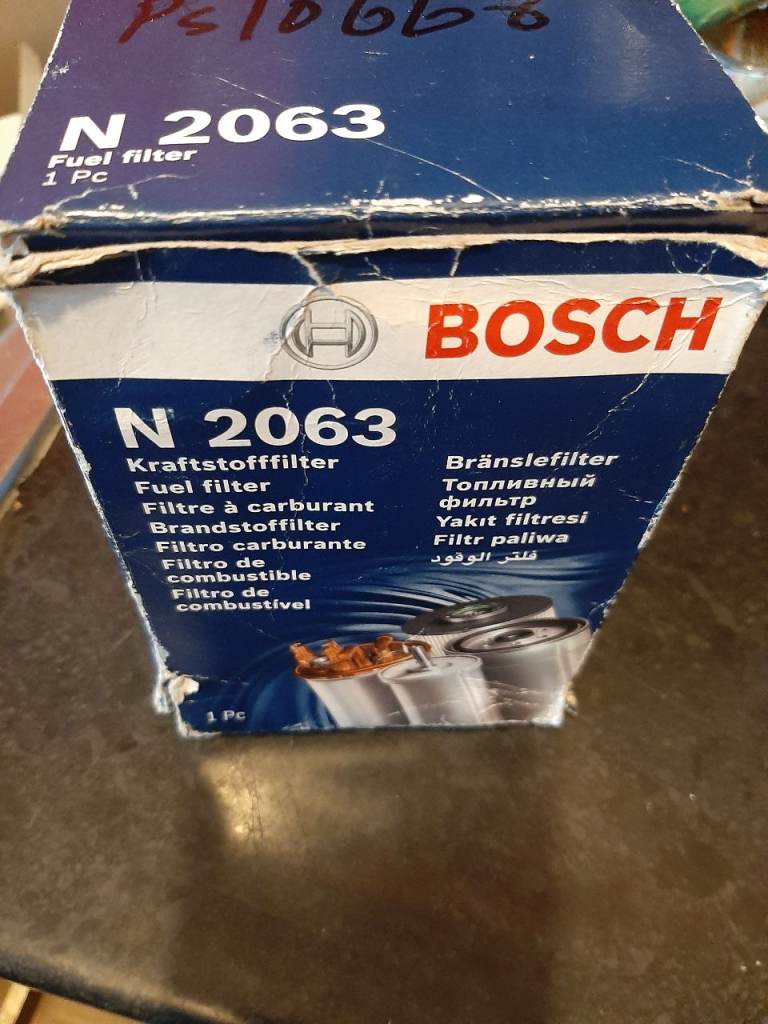 Ps10668
N 2063
Fuel filter
1 Pc
BOSCH
N 2063
Kraftstofffilter
Fuel filter
Filtre à carburant
Brandstoffilter
Filtro carburante
Filtro de
combustible
Filtro de
combustível
Bränslefilter
Топливный
фильтр
Yakıt filtresi
Filtr paliwa
فلتر الوقود
1 Pc